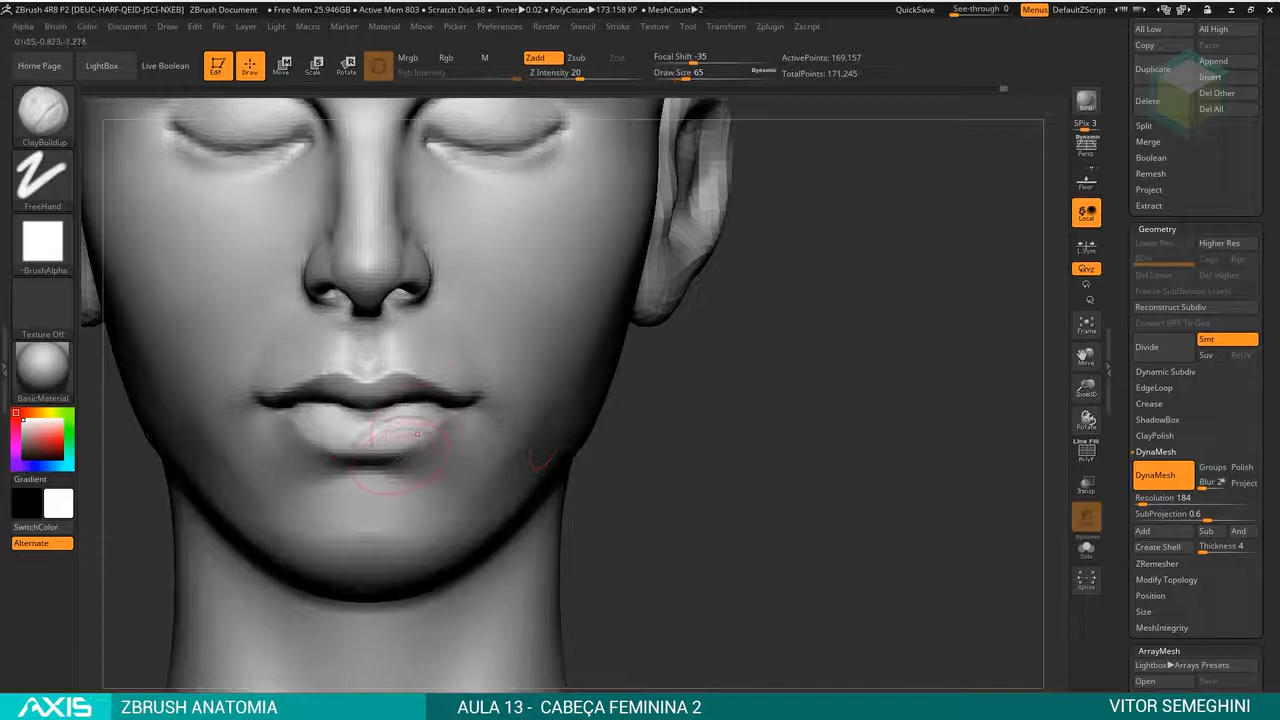 ZBrush 4R8 P2 [DEUC-HARF-QEID-JSCI-NXEB] ZBrush Document • Free Mem 25.946GB • Active Mem 803 • Scratch Disk 48 • Timer▶0.02 • PolyCount▶173.158 KP • MeshCount▶2 QuickSave See-through 0 Menus DefaultZScript
Alpha Brush Color Document Draw Edit File Layer Light Macro Marker Material Movie Picker Preferences Render Stencil Stroke Texture Tool Transform Zplugin Zscript
Home Page LightBox Live Boolean Edit Draw Move Scale Rotate
Mrgb Rgb M Zadd Zsub Zcut Focal Shift -35 ActivePoints: 169.157
Rgb Intensity Z Intensity 20 Draw Size 65 Dynamic TotalPoints: 171.245
ClayBuildup
FreeHand
~BrushAlpha
Texture Off
BasicMaterial
Gradient
SwitchColor
Alternate
BPR
SPix 3
Dynamic
Persp
Floor
Local
L.Sym
XYZ
Frame
Move
Zoom3D
Rotate
Line Fill
PolyF
Transp
Dynamic
Solo
Xpose
All Low All High
Copy Paste
Duplicate Append
Insert
Delete Del Other
Del All
Split
Merge
Boolean
Remesh
Project
Extract
Geometry
Lower Res Higher Res
SDiv Cage Rstr
Del Lower Del Higher
Freeze SubDivision Levels
Reconstruct Subdiv
Convert BPR To Geo
Divide Smt
Suv ReUV
Dynamic Subdiv
EdgeLoop
Crease
ShadowBox
ClayPolish
DynaMesh
DynaMesh Groups Polish
Blur 2 Project
Resolution 184
SubProjection 0.6
Add Sub And
Create Shell Thickness 4
ZRemesher
Modify Topology
Position
Size
MeshIntegrity
ArrayMesh
Lightbox▶Arrays Presets
Open Save
AXIS ZBRUSH ANATOMIA AULA 13 - CABEÇA FEMININA 2 VITOR SEMEGHINI